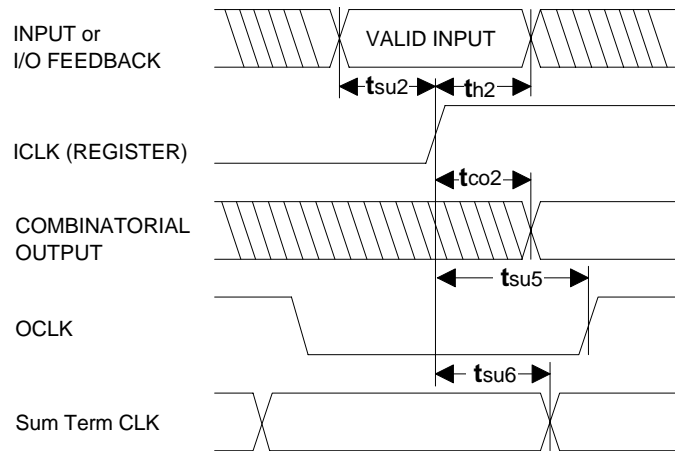 INPUT or
I/O FEEDBACK
VALID INPUT
tsu2
th2
ICLK (REGISTER)
tco2
COMBINATORIAL
OUTPUT
tsu5
OCLK
tsu6
Sum Term CLK